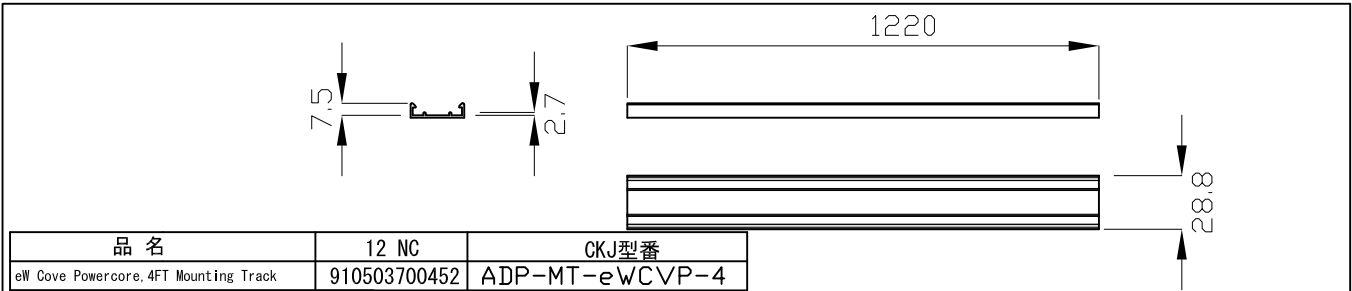 1220
7.5
2.7
28.8
品 名 12 NC CKJ型番
eW Cove Powercore, 4FT Mounting Track 910503700452 ADP-MT-eWCVP-4